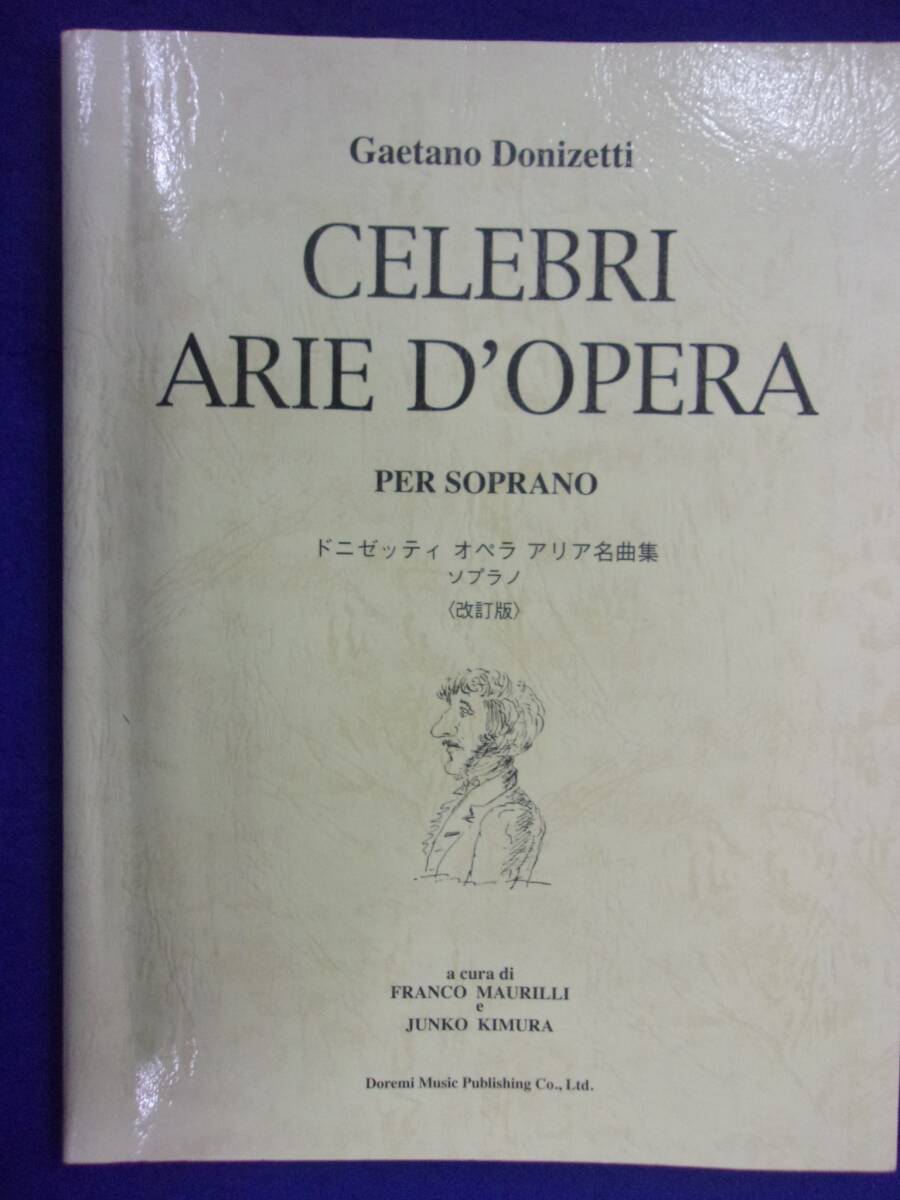 Gaetano Donizetti
CELEBRI
ARIE D'OPERA
PER SOPRANO
ドニゼッティ オペラ アリア名曲集
ソプラノ
〈改訂版〉
a cura di
FRANCO MAURILLI
e
JUNKO KIMURA
Doremi Music Publishing Co., Ltd.